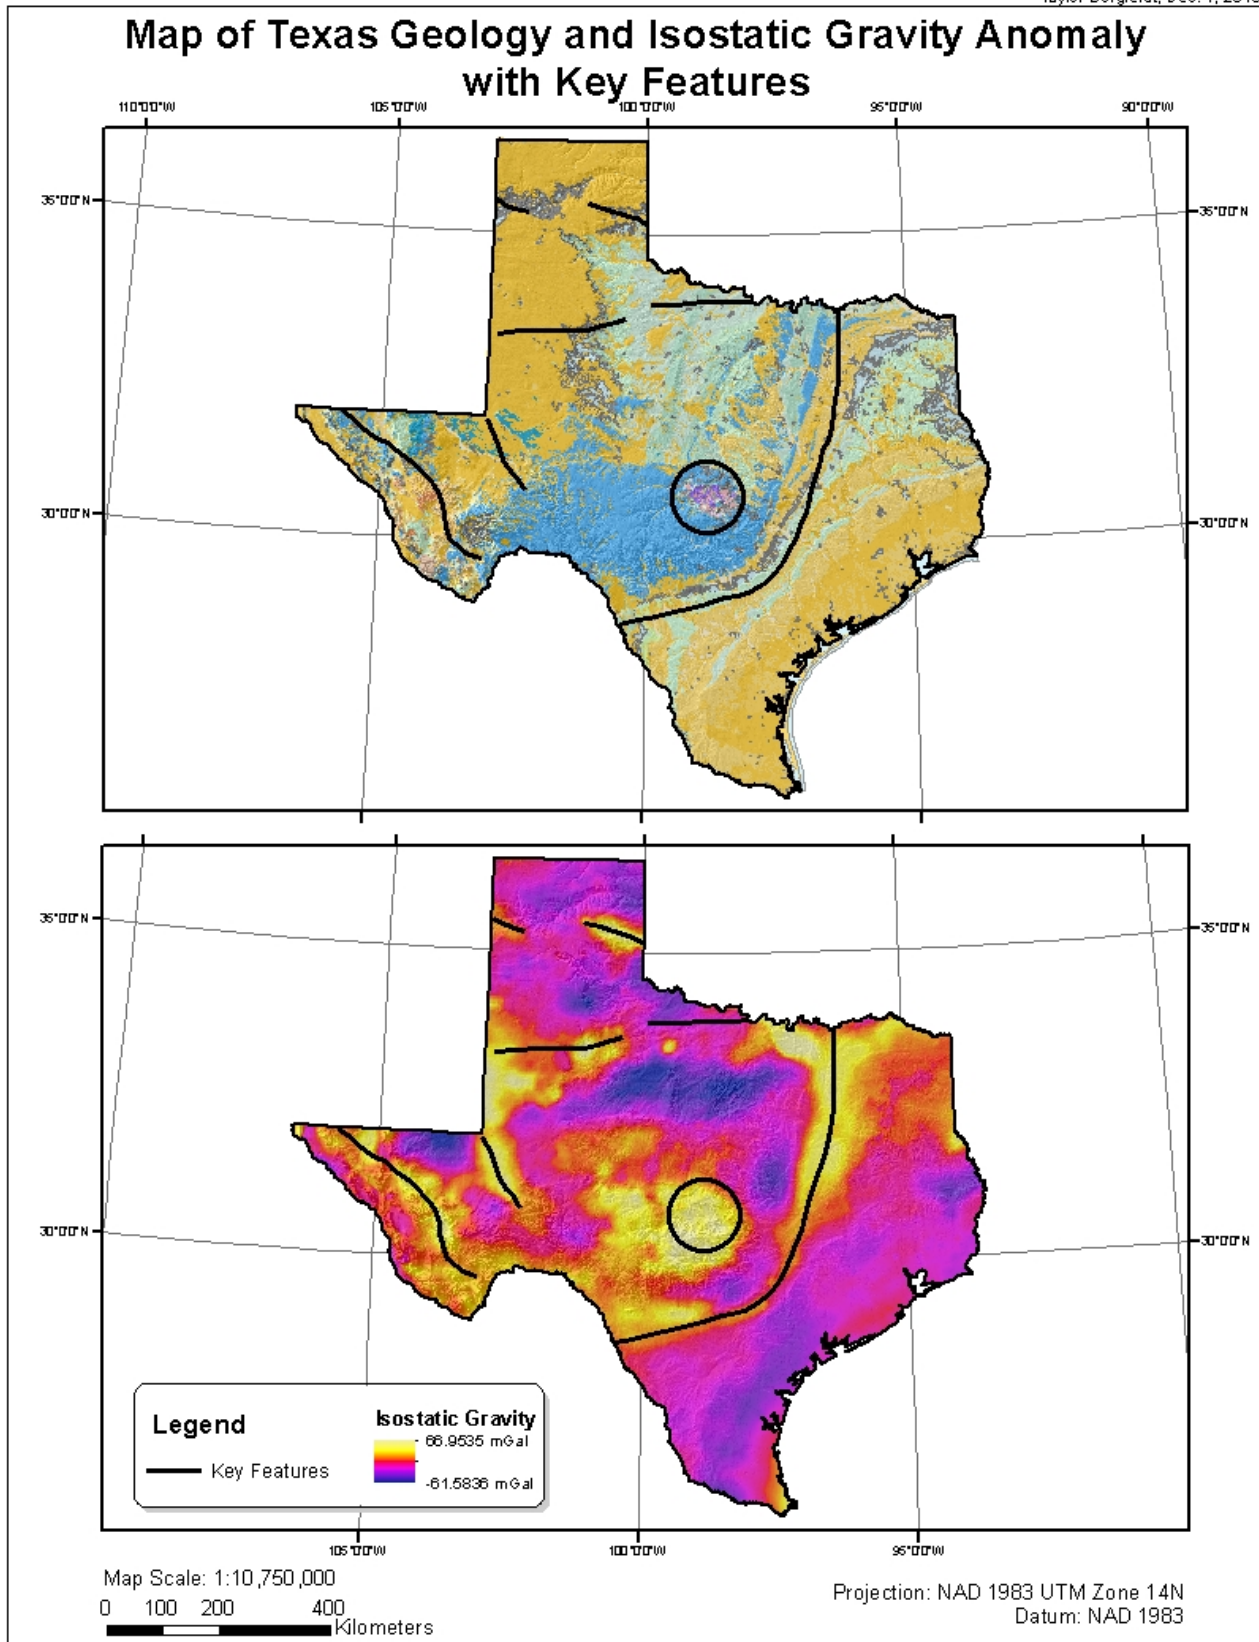 Map of Texas Geology and Isostatic Gravity Anomaly
with Key Features
110°0'0"W 105°0'0"W 100°0'0"W 95°0'0"W 90°0'0"W
35°0'0"N 35°0'0"N
30°0'0"N 30°0'0"N
35°0'0"N 35°0'0"N
30°0'0"N 30°0'0"N
Legend
Key Features
Isostatic Gravity
66.9535 mGal
-61.5836 mGal
105°0'0"W 100°0'0"W 95°0'0"W
Map Scale: 1:10,750,000
0 100 200 400
Kilometers
Projection: NAD 1983 UTM Zone 14N
Datum: NAD 1983